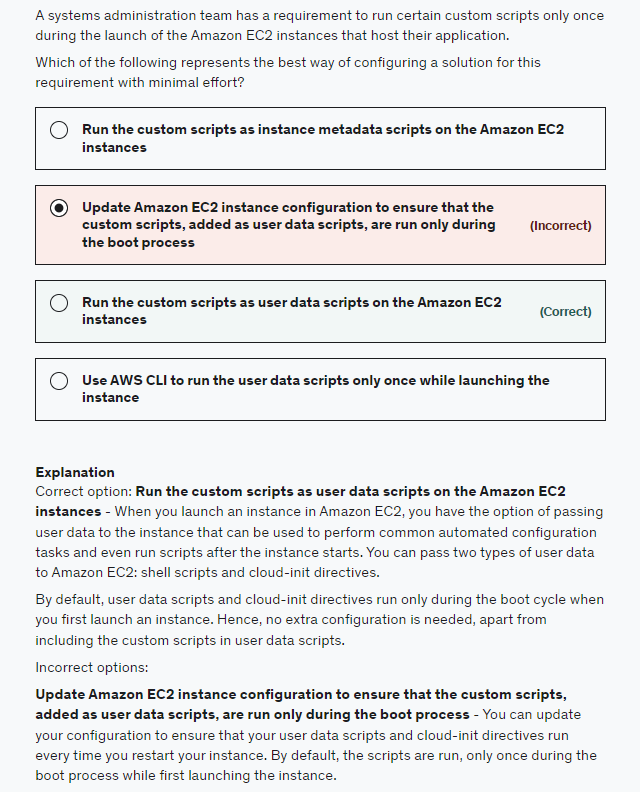 A systems administration team has a requirement to run certain custom scripts only once
during the launch of the Amazon EC2 instances that host their application.
Which of the following represents the best way of configuring a solution for this
requirement with minimal effort?
Run the custom scripts as instance metadata scripts on the Amazon EC2
instances
Update Amazon EC2 instance configuration to ensure that the
custom scripts, added as user data scripts, are run only during
the boot process
(Incorrect)
Run the custom scripts as user data scripts on the Amazon EC2
instances
(Correct)
Use AWS CLI to run the user data scripts only once while launching the
instance
Explanation
Correct option: Run the custom scripts as user data scripts on the Amazon EC2
instances - When you launch an instance in Amazon EC2, you have the option of passing
user data to the instance that can be used to perform common automated configuration
tasks and even run scripts after the instance starts. You can pass two types of user data
to Amazon EC2: shell scripts and cloud-init directives.
By default, user data scripts and cloud-init directives run only during the boot cycle when
you first launch an instance. Hence, no extra configuration is needed, apart from
including the custom scripts in user data scripts.
Incorrect options:
Update Amazon EC2 instance configuration to ensure that the custom scripts,
added as user data scripts, are run only during the boot process - You can update
your configuration to ensure that your user data scripts and cloud-init directives run
every time you restart your instance. By default, the scripts are run, only once during the
boot process while first launching the instance.